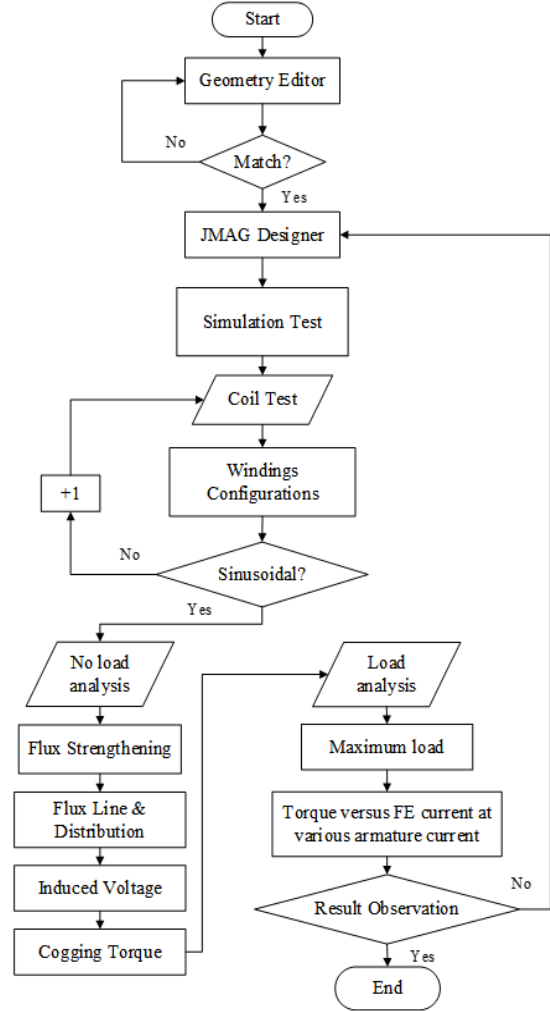 Start
Geometry Editor
No
Match?
Yes
JMAG Designer
Simulation Test
Coil Test
Windings
Configurations
+1
No
Sinusoidal?
Yes
No load
analysis
Flux Strengthening
Flux Line &
Distribution
Induced Voltage
Cogging Torque
Load
analysis
Maximum load
Torque versus FE current at
various armature current
No
Result Observation
Yes
End